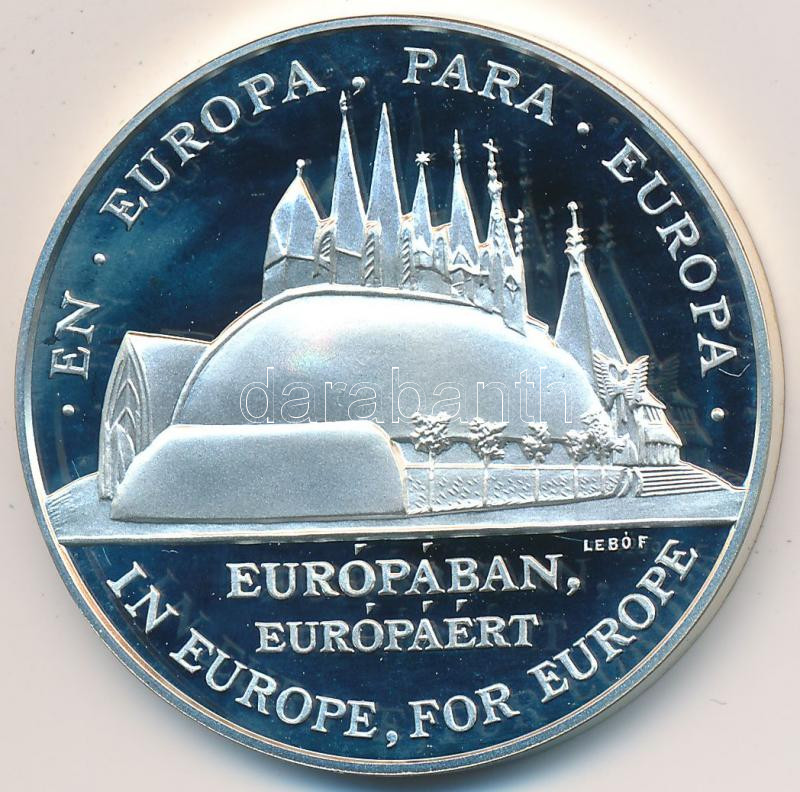 · EN · EUROPA, PARA · EUROPA ·
darabanth
LEBÓ F
EURÓPÁBAN,
EURÓPÁÉRT
IN EUROPE, FOR EUROPE